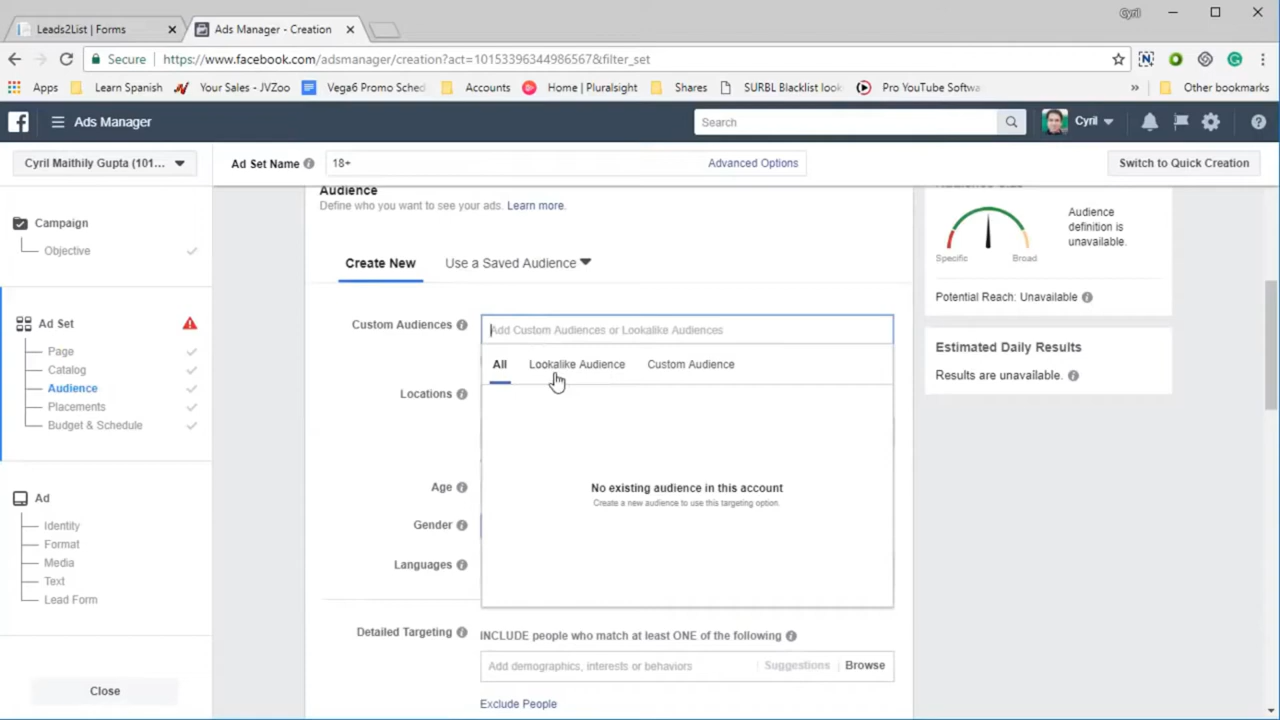 Cyril
Leads2List | Forms
Ads Manager - Creation
Secure
https://www.facebook.com/adsmanager/creation?act=10153396344986567&filter_set
Apps
Learn Spanish
Your Sales - JVZoo
Vega6 Promo Sched
Accounts
Home | Pluralsight
Shares
SURBL Blacklist look
Pro YouTube Softwa
»
Other bookmarks
Ads Manager
Search
Cyril
Cyril Maithily Gupta (101...
Ad Set Name
18+
Advanced Options
Switch to Quick Creation
Campaign
Objective
Ad Set
Page
Catalog
Audience
Placements
Budget & Schedule
Ad
Identity
Format
Media
Text
Lead Form
Close
Audience
Define who you want to see your ads. Learn more.
Create New
Use a Saved Audience
Custom Audiences
Add Custom Audiences or Lookalike Audiences
All
Lookalike Audience
Custom Audience
No existing audience in this account
Create a new audience to use this targeting option.
Locations
Age
Gender
Languages
Detailed Targeting
INCLUDE people who match at least ONE of the following
Add demographics, interests or behaviors
Suggestions
Browse
Exclude People
Specific
Broad
Audience
definition is
unavailable.
Potential Reach: Unavailable
Estimated Daily Results
Results are unavailable.